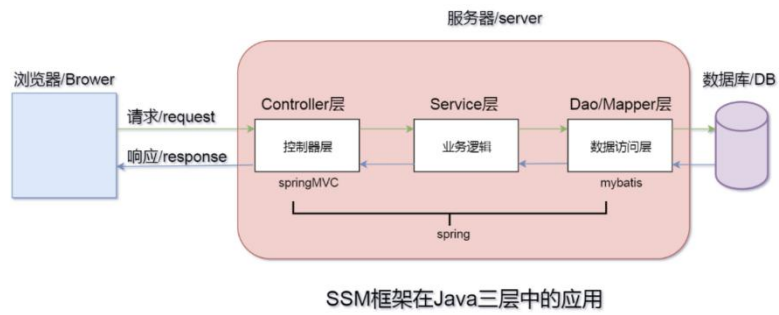 服务器/server
浏览器/Brower
数据库/DB
请求/request
Controller层
Service层
Dao/Mapper层
控制器层
业务逻辑
数据访问层
响应/response
springMVC
mybatis
spring
SSM框架在Java三层中的应用